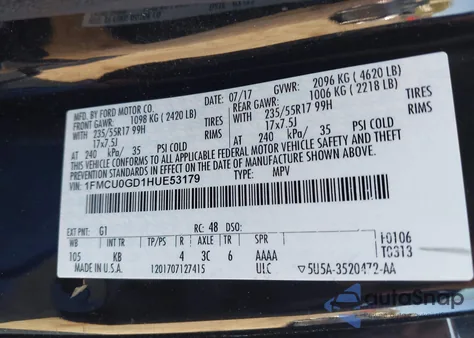 MFD. BY FORD MOTOR CO.
DATE: 07/17 GVWR: 2096 KG ( 4620 LB)
FRONT GAWR: 1098 KG ( 2420 LB) REAR GAWR: 1006 KG ( 2218 LB)
WITH 235/55R17 99H TIRES WITH 235/55R17 99H TIRES
17x7.5J RIMS 17x7.5J RIMS
AT 240 kPa/ 35 PSI COLD AT 240 kPa/ 35 PSI COLD
THIS VEHICLE CONFORMS TO ALL APPLICABLE FEDERAL MOTOR VEHICLE SAFETY AND THEFT
PREVENTION STANDARDS IN EFFECT ON THE DATE OF MANUFACTURE SHOWN ABOVE.
VIN: 1FMCU0GD1HUE53179 TYPE: MPV
EXT PNT: G1 RC: 48 DSO:
WB INT TR TP/PS R AXLE TR SPR
105 KB 4 3C 6 AAAA
F0106
T0313
MADE IN U.S.A. 120170712741S ULC 5U5A-3520472-AA
autoSnap